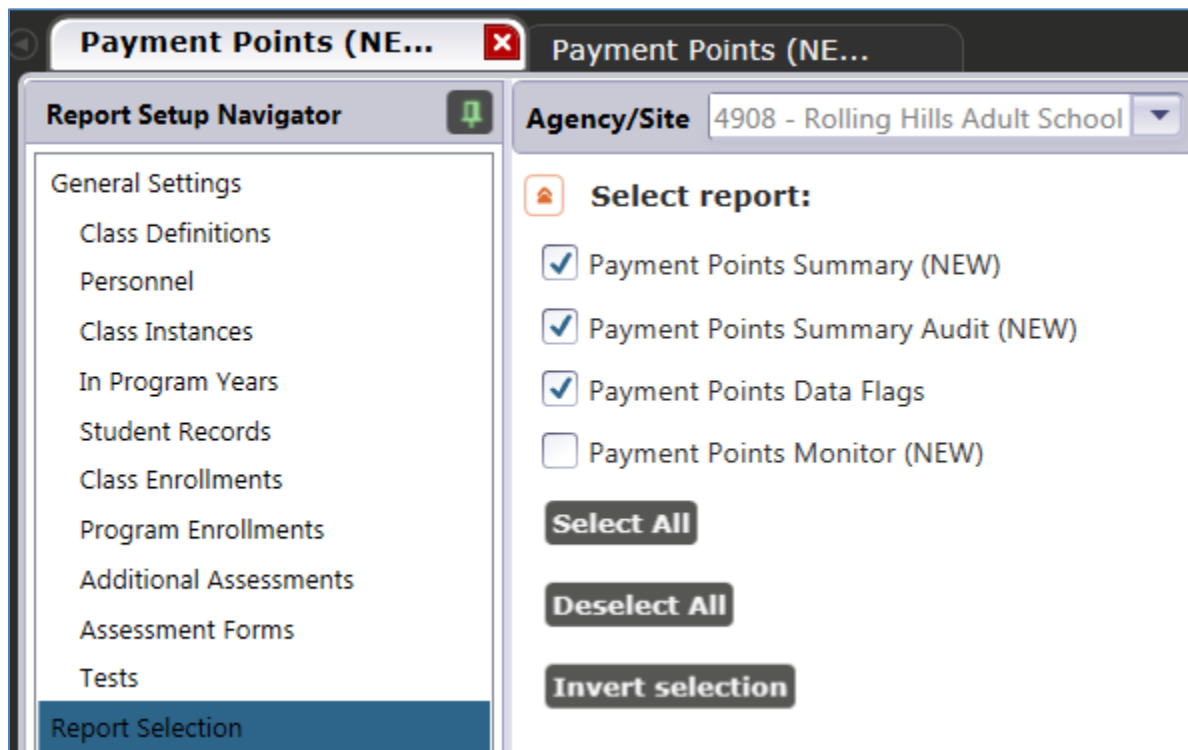 Payment Points (NE...
Payment Points (NE...
Report Setup Navigator
Agency/Site 4908 - Rolling Hills Adult School
General Settings
Class Definitions
Personnel
Class Instances
In Program Years
Student Records
Class Enrollments
Program Enrollments
Additional Assessments
Assessment Forms
Tests
Report Selection
Select report:
Payment Points Summary (NEW)
Payment Points Summary Audit (NEW)
Payment Points Data Flags
Payment Points Monitor (NEW)
Select All
Deselect All
Invert selection